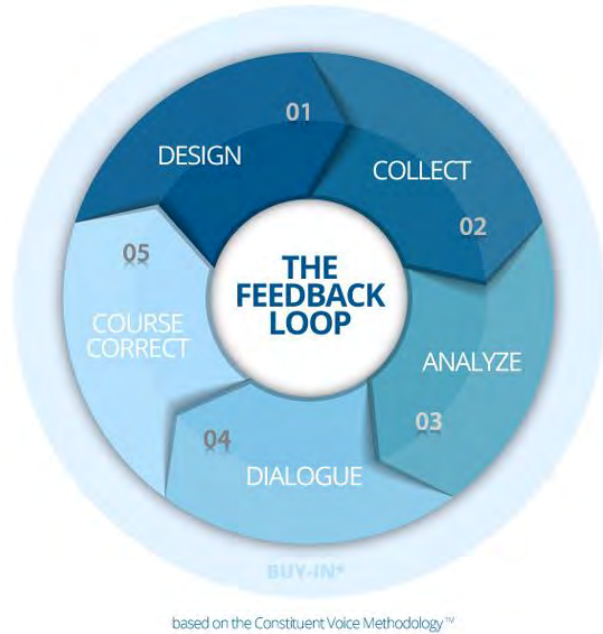 01
DESIGN
COLLECT
02
ANALYZE
03
04
DIALOGUE
05
COURSE
CORRECT
THE
FEEDBACK
LOOP
BUY-IN*
based on the Constituent Voice Methodology™